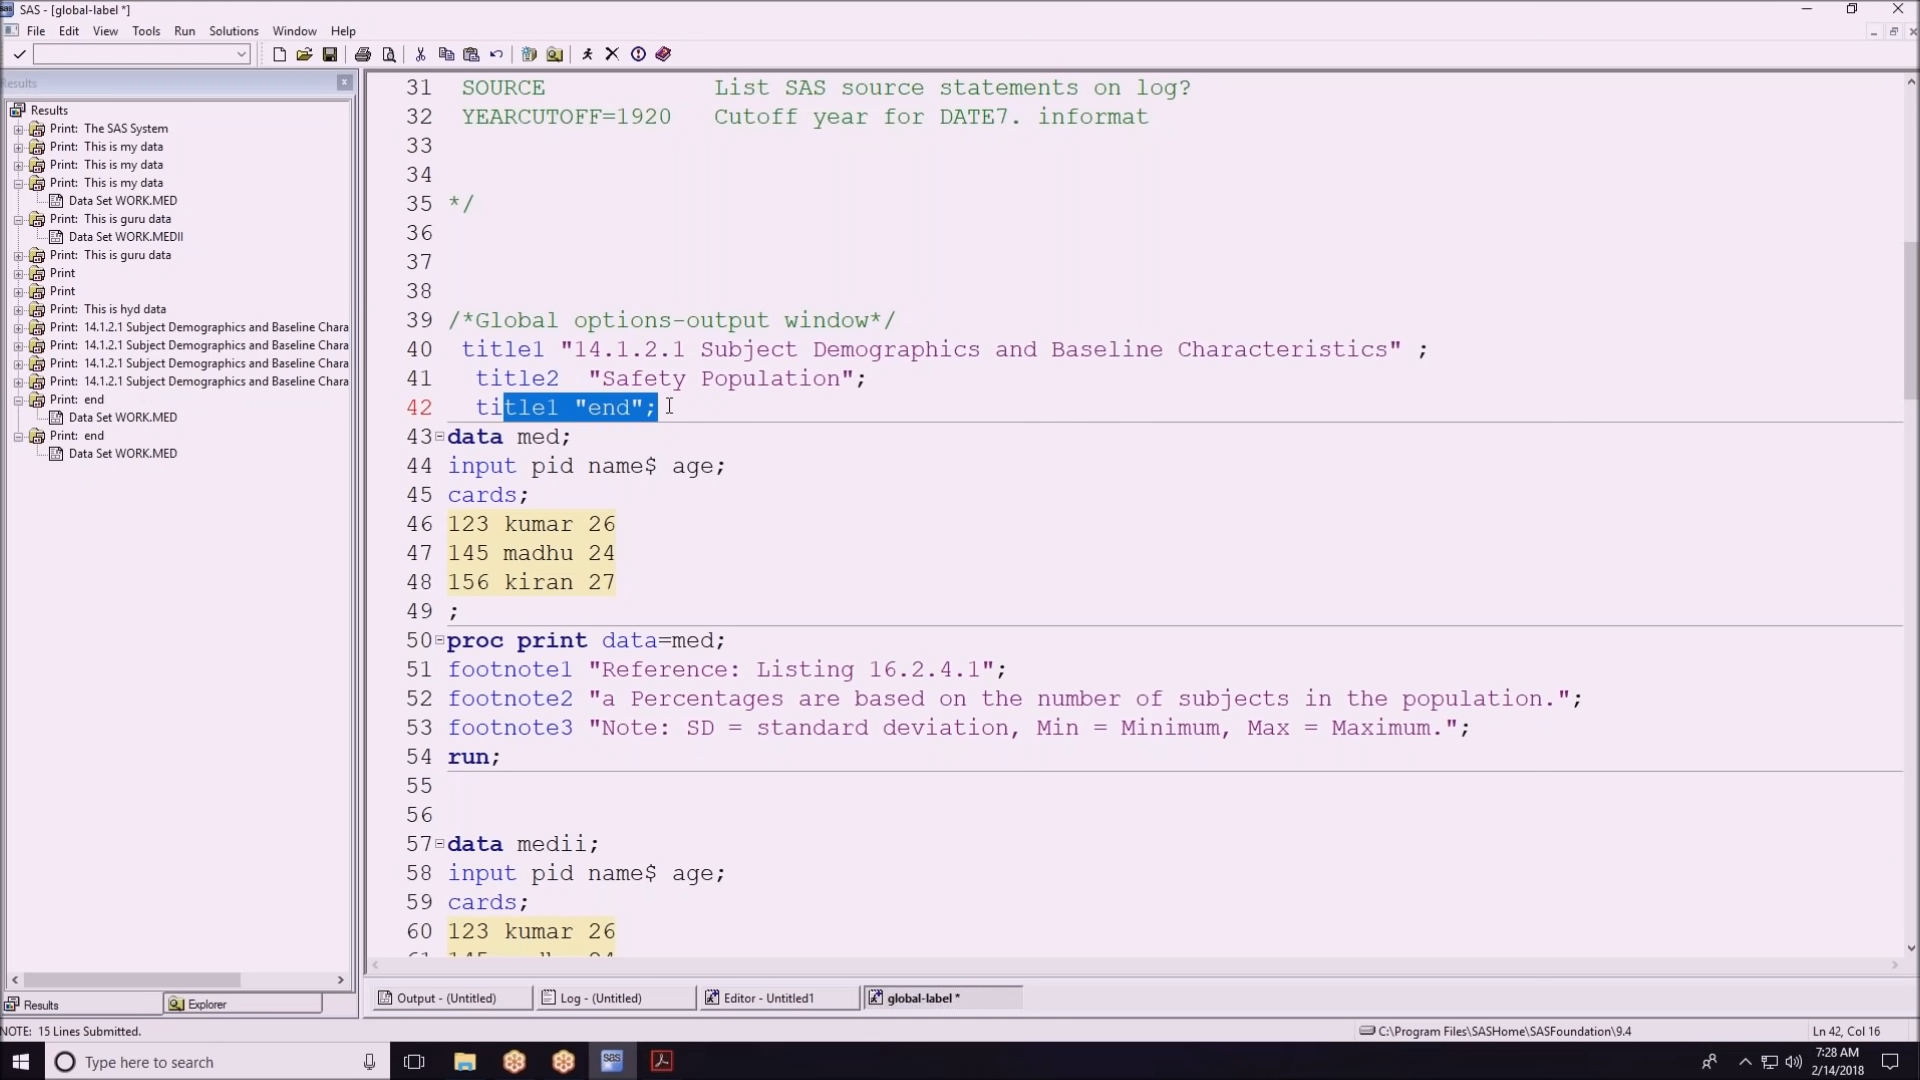 SAS - [global-label *]
File Edit View Tools Run Solutions Window Help
Results
Results
Print: The SAS System
Print: This is my data
Print: This is my data
Print: This is my data
Data Set WORK.MED
Print: This is guru data
Data Set WORK.MEDII
Print: This is guru data
Print
Print
Print: This is hyd data
Print: 14.1.2.1 Subject Demographics and Baseline Chara
Print: 14.1.2.1 Subject Demographics and Baseline Chara
Print: 14.1.2.1 Subject Demographics and Baseline Chara
Print: 14.1.2.1 Subject Demographics and Baseline Chara
Print: end
Data Set WORK.MED
Print: end
Data Set WORK.MED
31 SOURCE List SAS source statements on log?
32 YEARCUTOFF=1920 Cutoff year for DATE7. informat
33
34
35 */
36
37
38
39 /*Global options-output window*/
40 title1 "14.1.2.1 Subject Demographics and Baseline Characteristics" ;
41 title2 "Safety Population";
42 title1 "end";
43 data med;
44 input pid name$ age;
45 cards;
46 123 kumar 26
47 145 madhu 24
48 156 kiran 27
49 ;
50 proc print data=med;
51 footnote1 "Reference: Listing 16.2.4.1";
52 footnote2 "a Percentages are based on the number of subjects in the population.";
53 footnote3 "Note: SD = standard deviation, Min = Minimum, Max = Maximum.";
54 run;
55
56
57 data medii;
58 input pid name$ age;
59 cards;
60 123 kumar 26
Results Explorer
Output - (Untitled) Log - (Untitled) Editor - Untitled1 global-label *
NOTE: 15 Lines Submitted. C:\Program Files\SASHome\SASFoundation\9.4 Ln 42, Col 16
Type here to search
sas
7:28 AM
2/14/2018